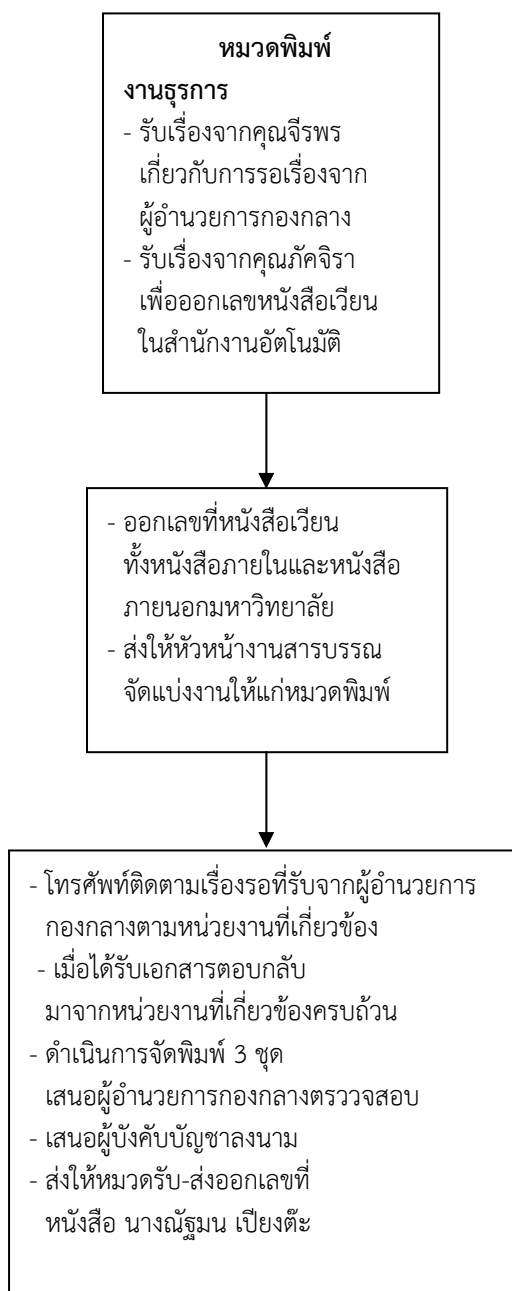 หมวดพิมพ์
งานธุรการ
- รับเรื่องจากคุณจีรพร
เกี่ยวกับการรอเรื่องจาก
ผู้อำนวยการกองกลาง
- รับเรื่องจากคุณภัคจิรา
เพื่อออกเลขหนังสือเวียน
ในสำนักงานอัตโนมัติ
- ออกเลขที่หนังสือเวียน
ทั้งหนังสือภายในและหนังสือ
ภายนอกมหาวิทยาลัย
- ส่งให้หัวหน้างานสารบรรณ
จัดแบ่งงานให้แก่หมวดพิมพ์
- โทรศัพท์ติดตามเรื่องรอที่รับจากผู้อำนวยการ
กองกลางตามหน่วยงานที่เกี่ยวข้อง
- เมื่อได้รับเอกสารตอบกลับ
มาจากหน่วยงานที่เกี่ยวข้องครบถ้วน
- ดำเนินการจัดพิมพ์ 3 ชุด
เสนอผู้อำนวยการกองกลางตรววจสอบ
- เสนอผู้บังคับบัญชาลงนาม
- ส่งให้หมวดรับ-ส่งออกเลขที่
หนังสือ นางณัฐมน เปียงต๊ะ